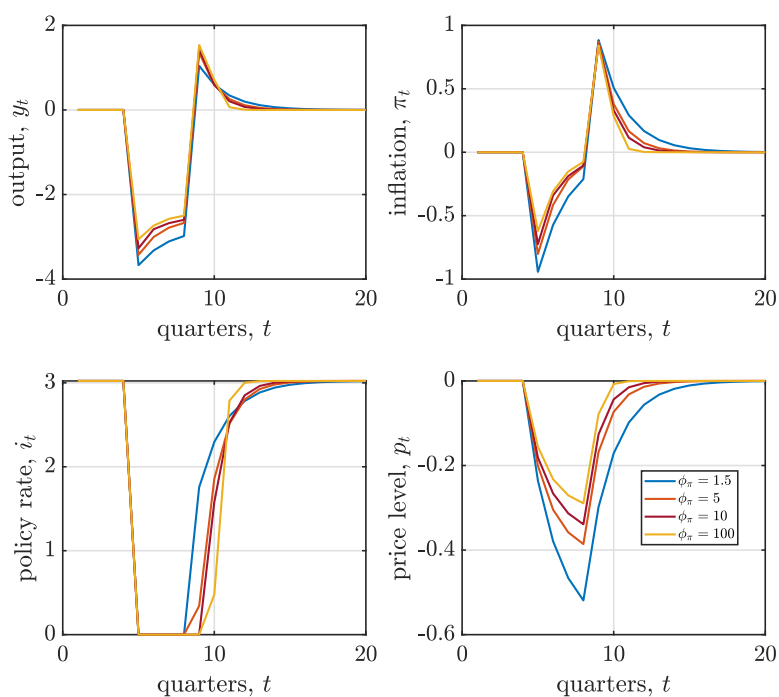 output, y_t
2
0
-2
-4
0
10
20
quarters, t
inflation, π_t
1
0.5
0
-0.5
-1
0
10
20
quarters, t
policy rate, i_t
3
2
1
0
0
10
20
quarters, t
price level, p_t
0
-0.2
-0.4
-0.6
0
10
20
quarters, t
ϕ_π = 1.5
ϕ_π = 5
ϕ_π = 10
ϕ_π = 100